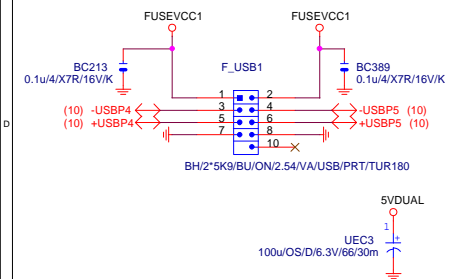 FUSEVCC1 FUSEVCC1
BC213 F_USB1 BC389
0.1u/4/X7R/16V/K 0.1u/4/X7R/16V/K
1 2
(10) -USBP4 3 4 -USBP5 (10)
(10) +USBP4 5 6 +USBP5 (10)
7 8
10
D
BH/2*5K9/BU/ON/2.54/VA/USB/PRT/TUR180
5VDUAL
1 +
UEC3
100u/OS/D/6.3V/66/30m